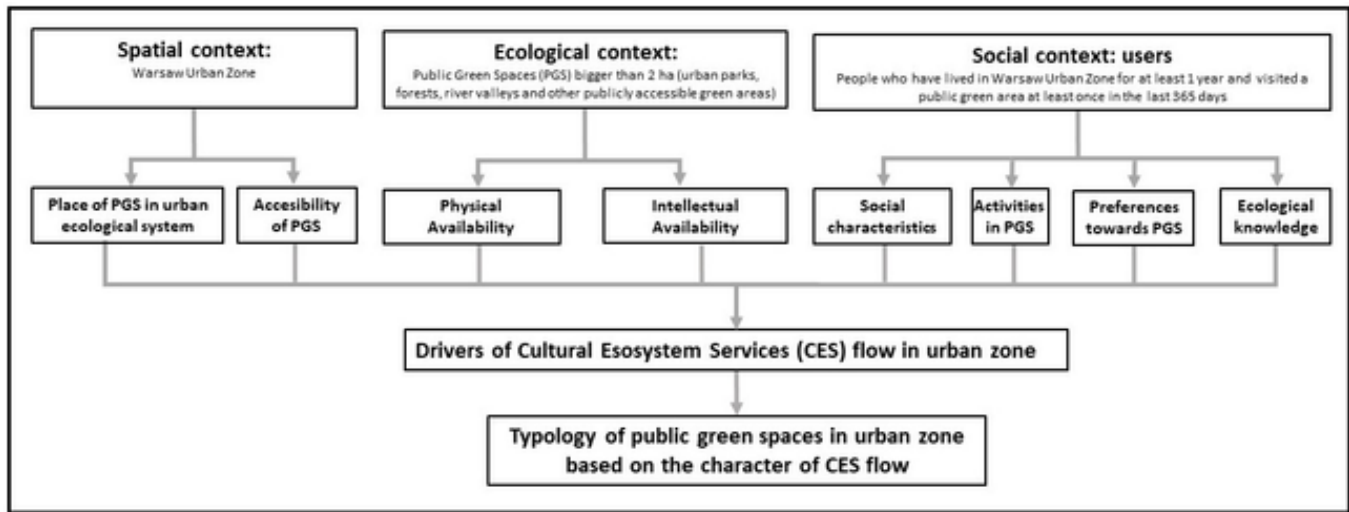 Spatial context:
Warsaw Urban Zone
Ecological context:
Public Green Spaces (PGS) bigger than 2 ha (urban parks,
forests, river valleys and other publicly accessible green areas)
Social context: users
People who have lived in Warsaw Urban Zone for at least 1 year and visited a
public green area at least once in the last 365 days
Place of PGS in urban
ecological system
Accesibility
of PGS
Physical
Availability
Intellectual
Availability
Social
characteristics
Activities
in PGS
Preferences
towards PGS
Ecological
knowledge
Drivers of Cultural Esosystem Services (CES) flow in urban zone
Typology of public green spaces in urban zone
based on the character of CES flow